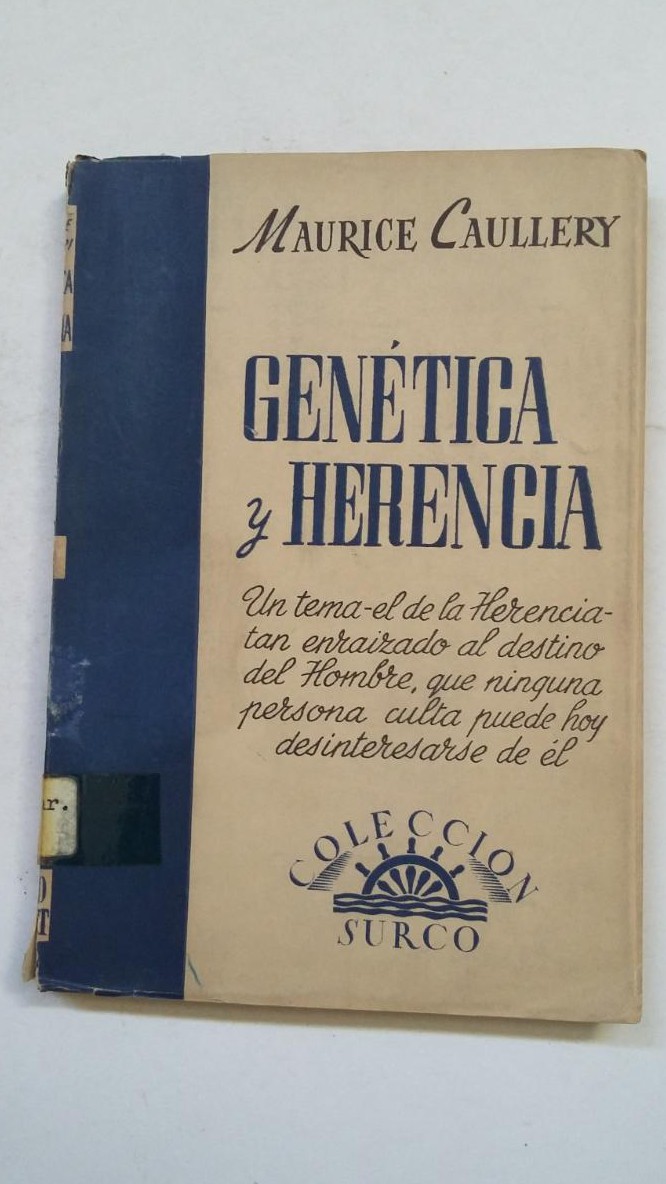 MAURICE CAULLERY
GENÉTICA
y HERENCIA
Un tema-el de la Herencia-
tan enraizado al destino
del Hombre, que ninguna
persona culta puede hoy
desinteresarse de él
COLECCION
SURCO